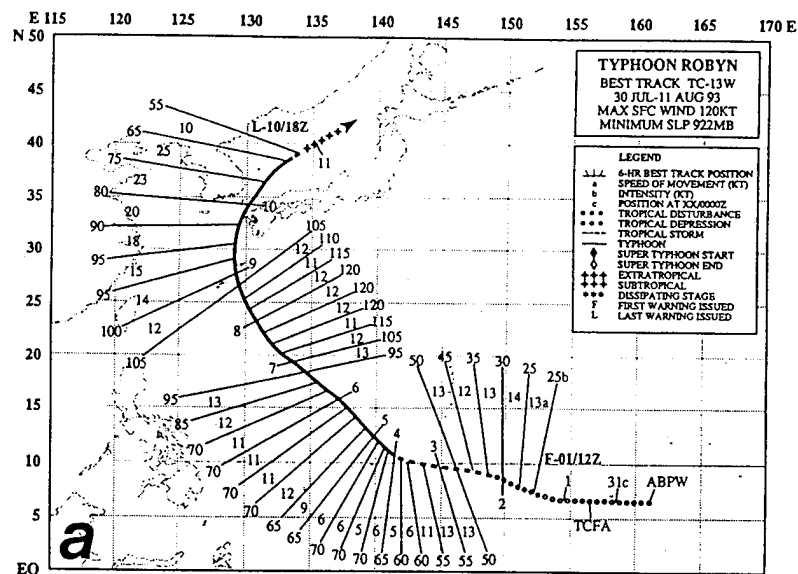 E 115 120 125 130 135 140 145 150 155 160 165 170 E
N 50
45
40
35
30
25
20
15
10
5
EQ
TYPHOON ROBYN
BEST TRACK TC-13W
30 JUL-11 AUG 93
MAX SFC WIND 120KT
MINIMUM SLP 922MB
LEGEND
6-HR BEST TRACK POSITION
a SPEED OF MOVEMENT (KT)
b INTENSITY (KT)
c POSITION AT XX/0000Z
TROPICAL DISTURBANCE
TROPICAL DEPRESSION
TROPICAL STORM
TYPHOON
SUPER TYPHOON START
SUPER TYPHOON END
EXTRATROPICAL
SUBTROPICAL
DISSIPATING STAGE
F FIRST WARNING ISSUED
L LAST WARNING ISSUED
L-10/18Z
55
10
65
25
11
75
23
80
10
20
90
105
18
12
110
95
9
11
115
15
12
120
95
14
12
120
100
12
12
8
11
115
105
12
105
7
13
95
50
45
35
30
25
25b
95
13
6
13
12
13
14
13a
85
12
70
11
5
4
3
F-01/12Z
70
11
70
11
1
31c
ABPW
70
12
2
TCFA
65
9
65
6
70
6
70
5
70
6
65
5
60
6
60
11
55
13
55
13
50
a